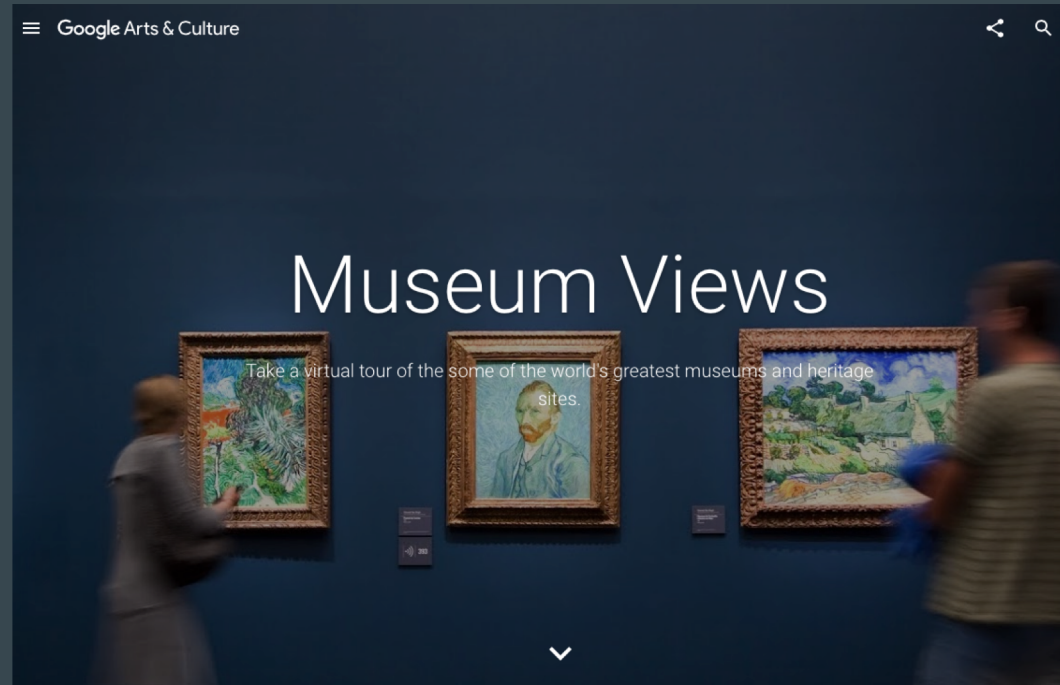 Google Arts & Culture
Museum Views
Take a virtual tour of the some of the world's greatest museums and heritage
sites.